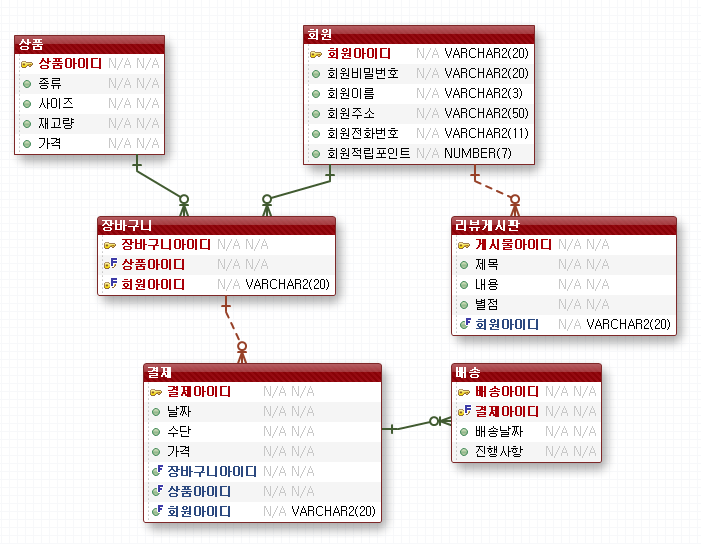 상품
상품아이디 N/A N/A
종류 N/A N/A
사이즈 N/A N/A
재고량 N/A N/A
가격 N/A N/A
회원
회원아이디 N/A VARCHAR2(20)
회원비밀번호 N/A VARCHAR2(20)
회원이름 N/A VARCHAR2(3)
회원주소 N/A VARCHAR2(50)
회원전화번호 N/A VARCHAR2(11)
회원적립포인트 N/A NUMBER(7)
장바구니
장바구니아이디 N/A N/A
상품아이디 N/A N/A
회원아이디 N/A VARCHAR2(20)
리뷰게시판
게시물아이디 N/A N/A
제목 N/A N/A
내용 N/A N/A
별점 N/A N/A
회원아이디 N/A VARCHAR2(20)
결제
결제아이디 N/A N/A
날짜 N/A N/A
수단 N/A N/A
가격 N/A N/A
장바구니아이디 N/A N/A
상품아이디 N/A N/A
회원아이디 N/A VARCHAR2(20)
배송
배송아이디 N/A N/A
결제아이디 N/A N/A
배송날짜 N/A N/A
진행사항 N/A N/A